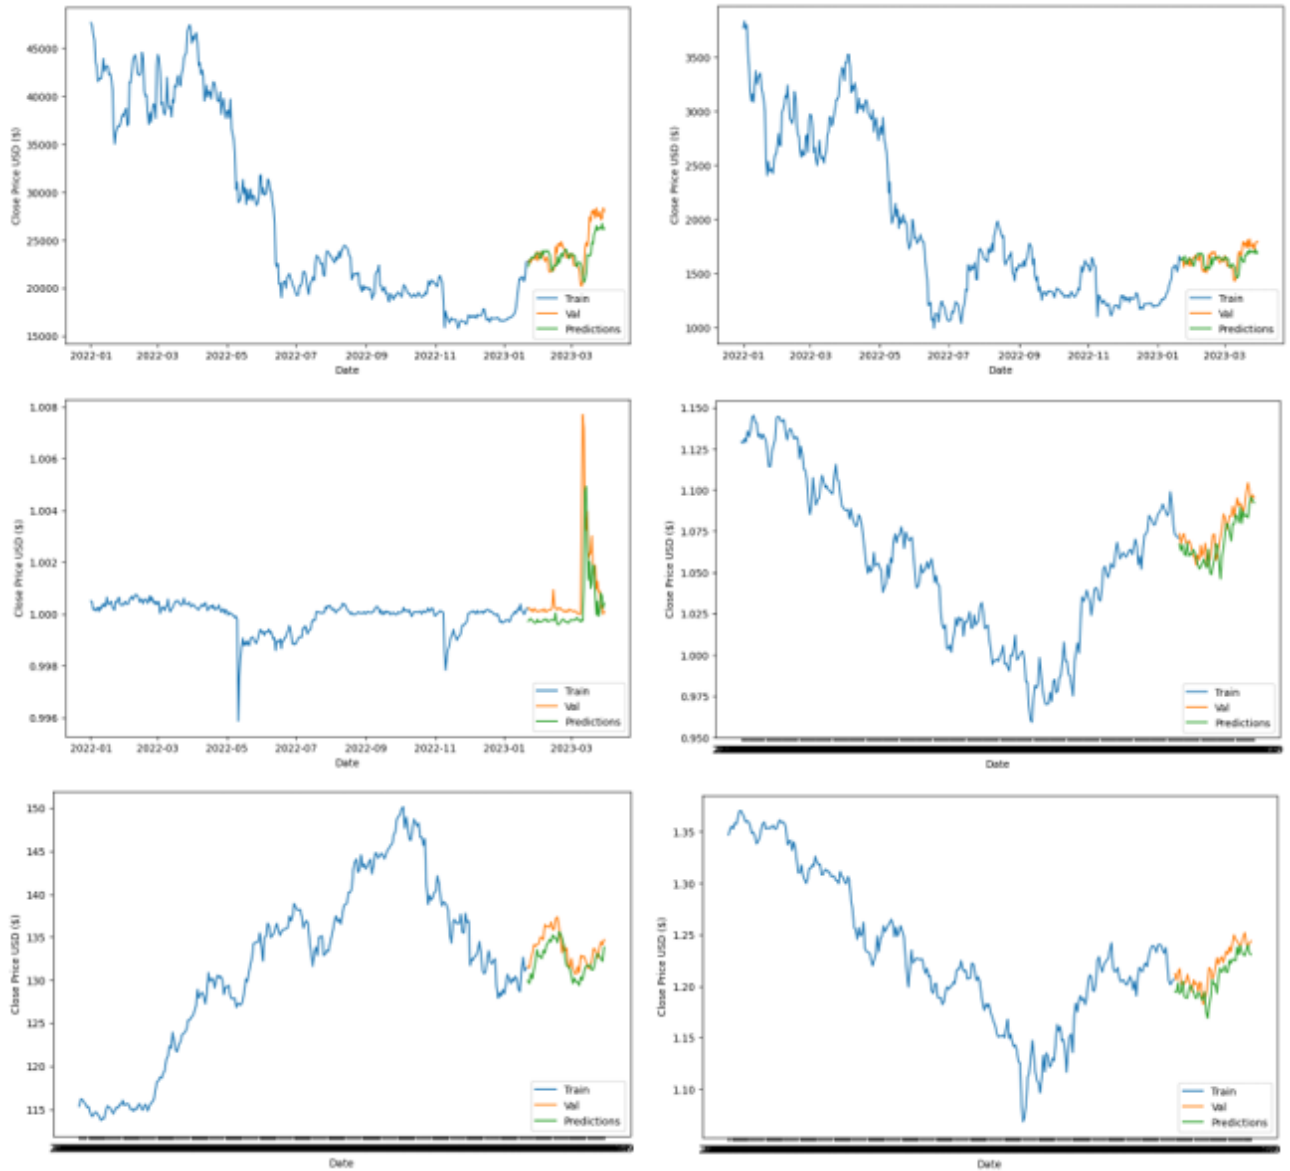 45000
40000
35000
30000
25000
20000
15000
Close Price USD ($)
2022-01 2022-03 2022-05 2022-07 2022-09 2022-11 2023-01 2023-03
Date
Train
Val
Predictions
3500
3000
2500
2000
1500
1000
Close Price USD ($)
2022-01 2022-03 2022-05 2022-07 2022-09 2022-11 2023-01 2023-03
Date
Train
Val
Predictions
1.008
1.006
1.004
1.002
1.000
0.998
0.996
Close Price USD ($)
2022-01 2022-03 2022-05 2022-07 2022-09 2022-11 2023-01 2023-03
Date
Train
Val
Predictions
1.150
1.125
1.100
1.075
1.050
1.025
1.000
0.975
0.950
Close Price USD ($)
Date
Train
Val
Predictions
150
145
140
135
130
125
120
115
Close Price USD ($)
Date
Train
Val
Predictions
1.35
1.30
1.25
1.20
1.15
1.10
Close Price USD ($)
Date
Train
Val
Predictions